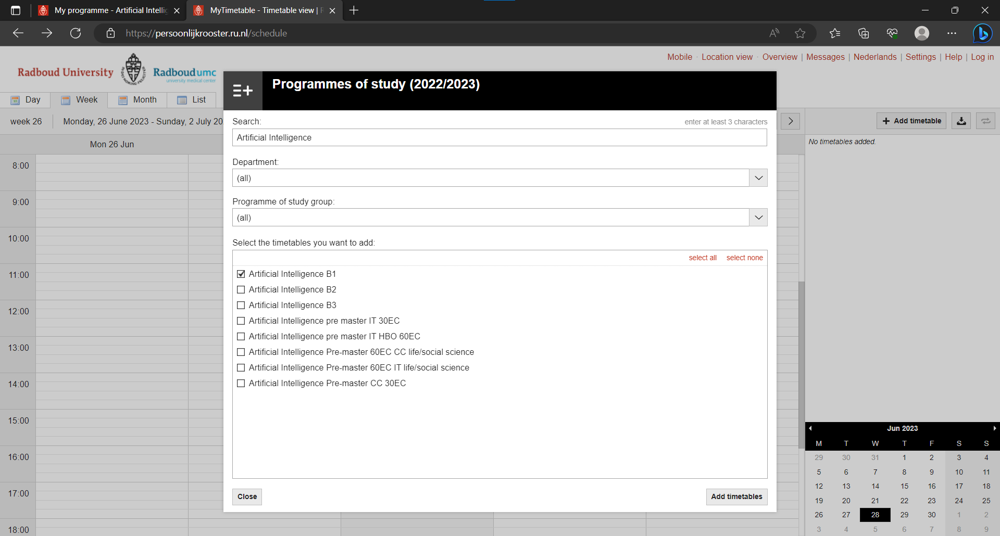 My programme - Artificial Intellig
MyTimetable - Timetable view |
https://persoonlijkrooster.ru.nl/schedule
Mobile · Location view · Overview | Messages | Nederlands | Settings | Help | Log in
Radboud University
Radboudumc
university medical center
Day
Week
Month
List
week 26
Monday, 26 June 2023 - Sunday, 2 July 20
Add timetable
No timetables added.
Mon 26 Jun
8:00
9:00
10:00
11:00
12:00
13:00
14:00
15:00
16:00
17:00
18:00
Programmes of study (2022/2023)
Search:
enter at least 3 characters
Artificial Intelligence
Department:
(all)
Programme of study group:
(all)
Select the timetables you want to add:
select all select none
Artificial Intelligence B1
Artificial Intelligence B2
Artificial Intelligence B3
Artificial Intelligence pre master IT 30EC
Artificial Intelligence pre master IT HBO 60EC
Artificial Intelligence Pre-master 60EC CC life/social science
Artificial Intelligence Pre-master 60EC IT life/social science
Artificial Intelligence Pre-master CC 30EC
Close
Add timetables
Jun 2023
M T W T F S S
29 30 31 1 2 3 4
5 6 7 8 9 10 11
12 13 14 15 16 17 18
19 20 21 22 23 24 25
26 27 28 29 30 1 2
3 4 5 6 7 8 9